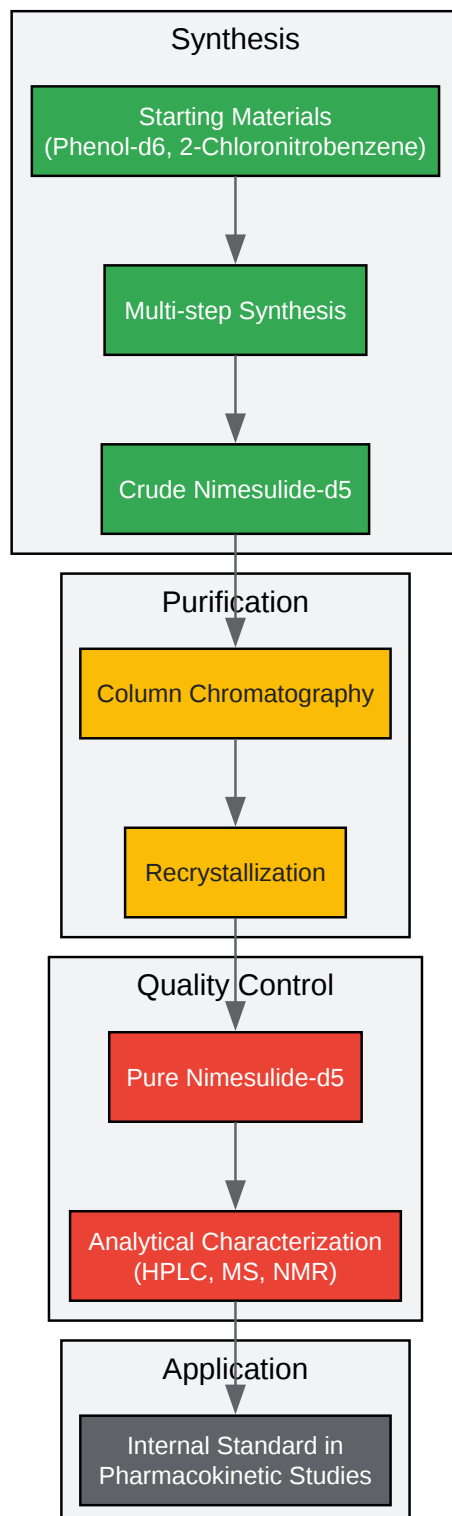 Synthesis
Starting Materials
(Phenol-d6, 2-Chloronitrobenzene)
Multi-step Synthesis
Crude Nimesulide-d5
Purification
Column Chromatography
Recrystallization
Quality Control
Pure Nimesulide-d5
Analytical Characterization
(HPLC, MS, NMR)
Application
Internal Standard in
Pharmacokinetic Studies